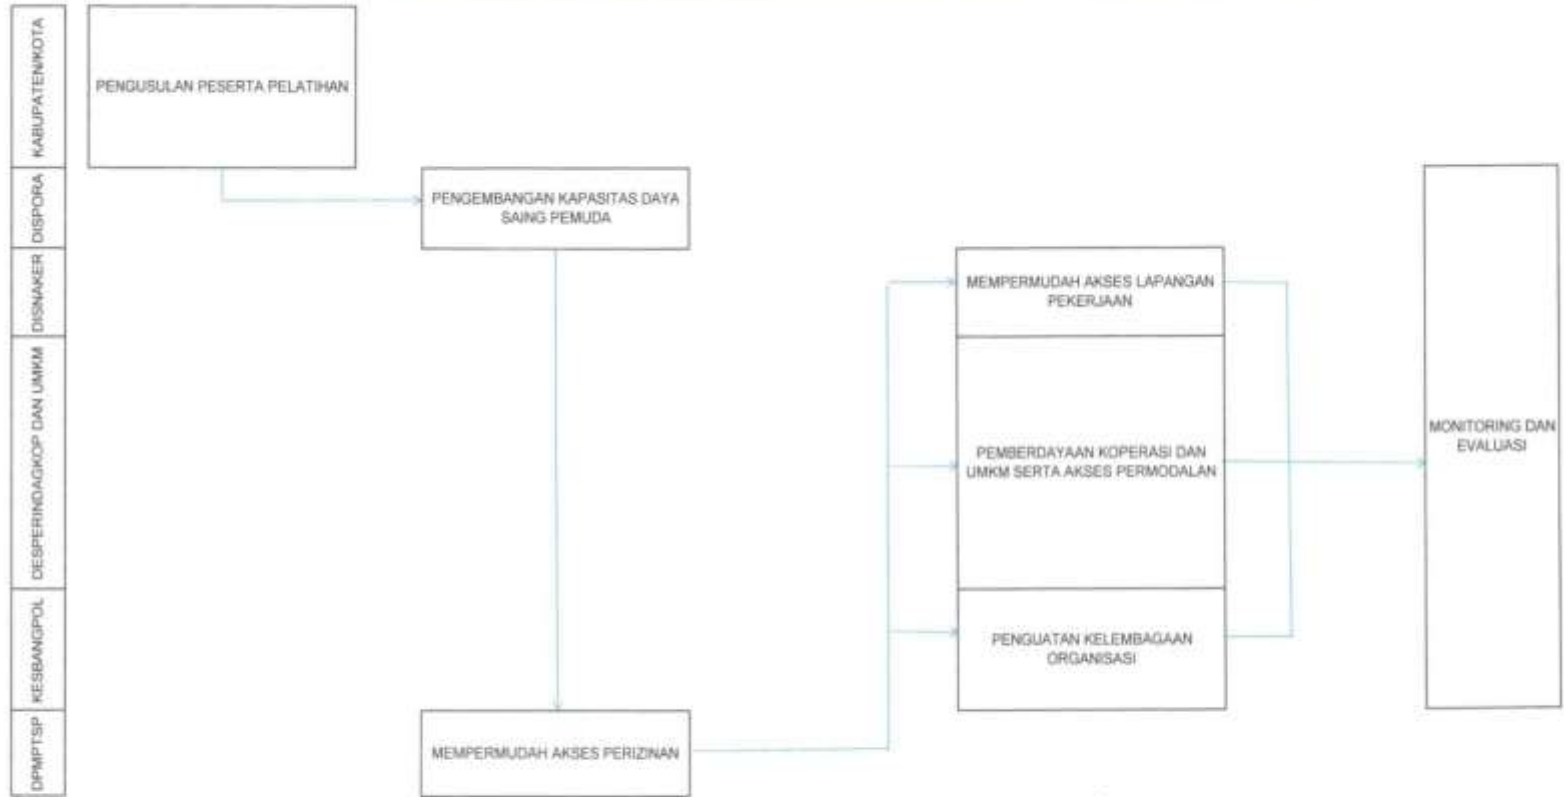 KABUPATEN/KOTA
PENGUSULAN PESERTA PELATIHAN
DISPORA
PENGEMBANGAN KAPASITAS DAYA
SAING PEMUDA
DISNAKER
MEMPERMUDAH AKSES LAPANGAN
PEKERJAAN
DESPERINDAGKOP DAN UMKM
PEMBERDAYAAN KOPERASI DAN
UMKM SERTA AKSES PERMODALAN
MONITORING DAN
EVALUASI
KESBANGPOL
PENGUATAN KELEMBAGAAN
ORGANISASI
DPMPTSP
MEMPERMUDAH AKSES PERIZINAN